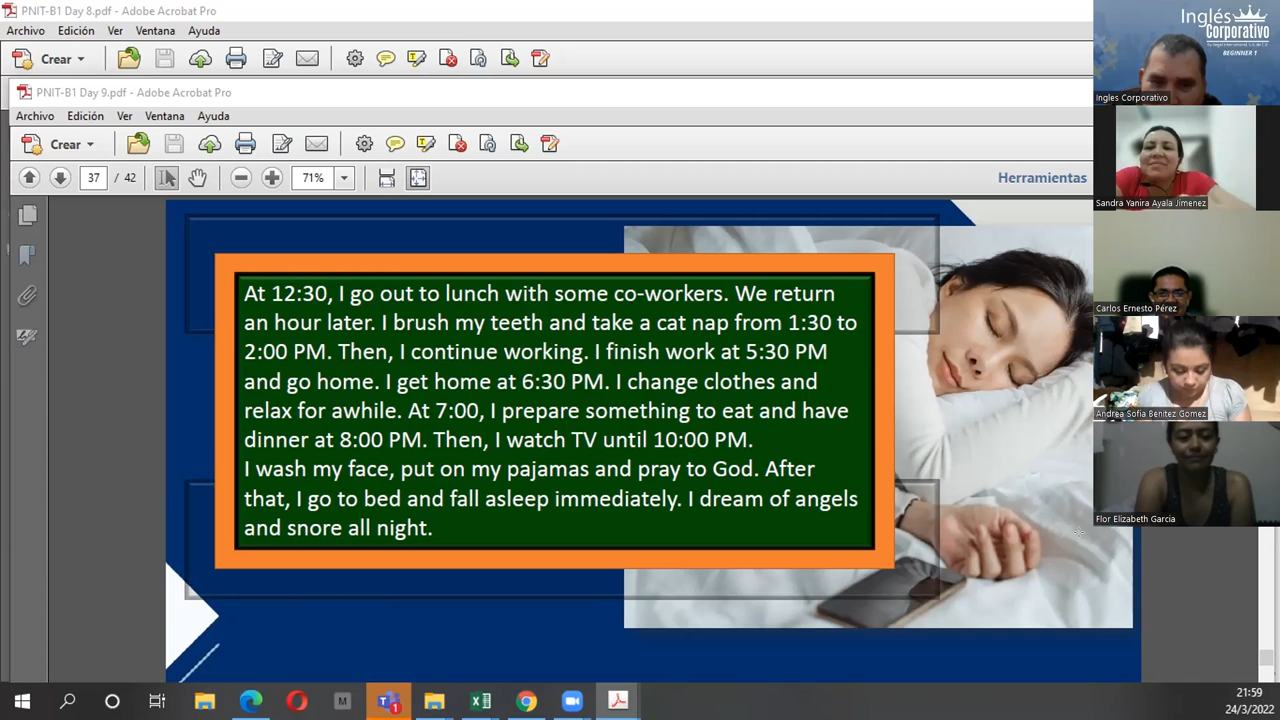 PNIT-B1 Day 8.pdf - Adobe Acrobat Pro
Archivo Edición Ver Ventana Ayuda
Crear
PNIT-B1 Day 9.pdf - Adobe Acrobat Pro
Archivo Edición Ver Ventana Ayuda
Crear
37 / 42 71% Herramientas
At 12:30, I go out to lunch with some co-workers. We return
an hour later. I brush my teeth and take a cat nap from 1:30 to
2:00 PM. Then, I continue working. I finish work at 5:30 PM
and go home. I get home at 6:30 PM. I change clothes and
relax for awhile. At 7:00, I prepare something to eat and have
dinner at 8:00 PM. Then, I watch TV until 10:00 PM.
I wash my face, put on my pajamas and pray to God. After
that, I go to bed and fall asleep immediately. I dream of angels
and snore all night.
Inglés
Corporativo
BEGINNER 1
Ingles Corporativo
Sandra Yanira Ayala Jimenez
Carlos Ernesto Pérez
Andrea Sofia Benitez Gomez
Flor Elizabeth Garcia
M
1
21:59
24/3/2022